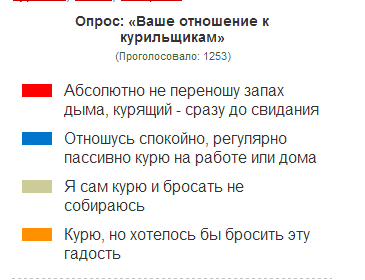 Опрос: «Ваше отношение к
курильщикам»
(Проголосовало: 1253)
Абсолютно не переношу запах
дыма, курящий - сразу до свидания
Отношусь спокойно, регулярно
пассивно курю на работе или дома
Я сам курю и бросать не
собираюсь
Курю, но хотелось бы бросить эту
гадость